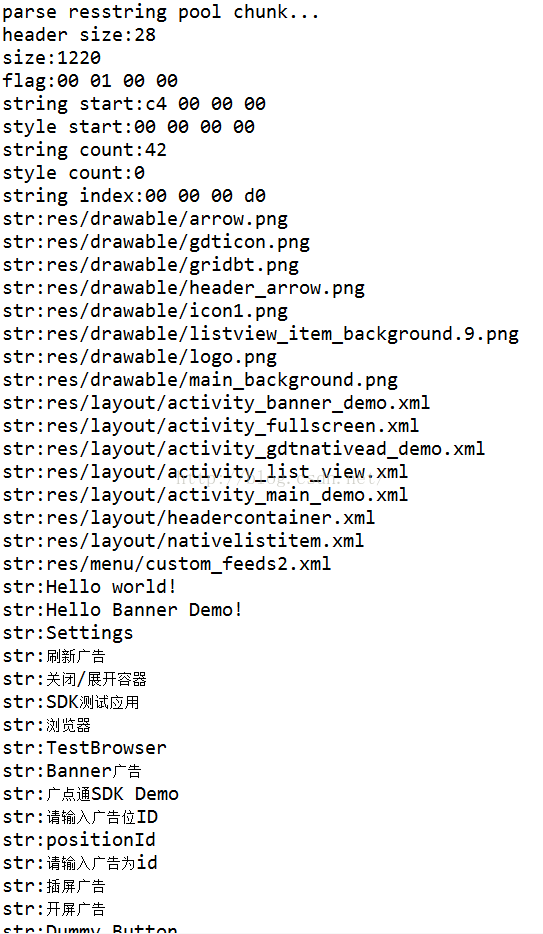 parse resstring pool chunk...
header size:28
size:1220
flag:00 01 00 00
string start:c4 00 00 00
style start:00 00 00 00
string count:42
style count:0
string index:00 00 00 d0
str:res/drawable/arrow.png
str:res/drawable/gdticon.png
str:res/drawable/gridbt.png
str:res/drawable/header_arrow.png
str:res/drawable/icon1.png
str:res/drawable/listview_item_background.9.png
str:res/drawable/logo.png
str:res/drawable/main_background.png
str:res/layout/activity_banner_demo.xml
str:res/layout/activity_fullscreen.xml
str:res/layout/activity_gdtnativead_demo.xml
str:res/layout/activity_list_view.xml
http://blog.csdn.net/
str:res/layout/activity_main_demo.xml
str:res/layout/headercontainer.xml
str:res/layout/nativelistitem.xml
str:res/menu/custom_feeds2.xml
str:Hello world!
str:Hello Banner Demo!
str:Settings
str:刷新广告
str:关闭/展开容器
str:SDK测试应用
str:浏览器
str:TestBrowser
str:Banner广告
str:广点通SDK Demo
str:请输入广告位ID
str:positionId
str:请输入广告为id
str:插屏广告
str:开屏广告
str:Dummy Button